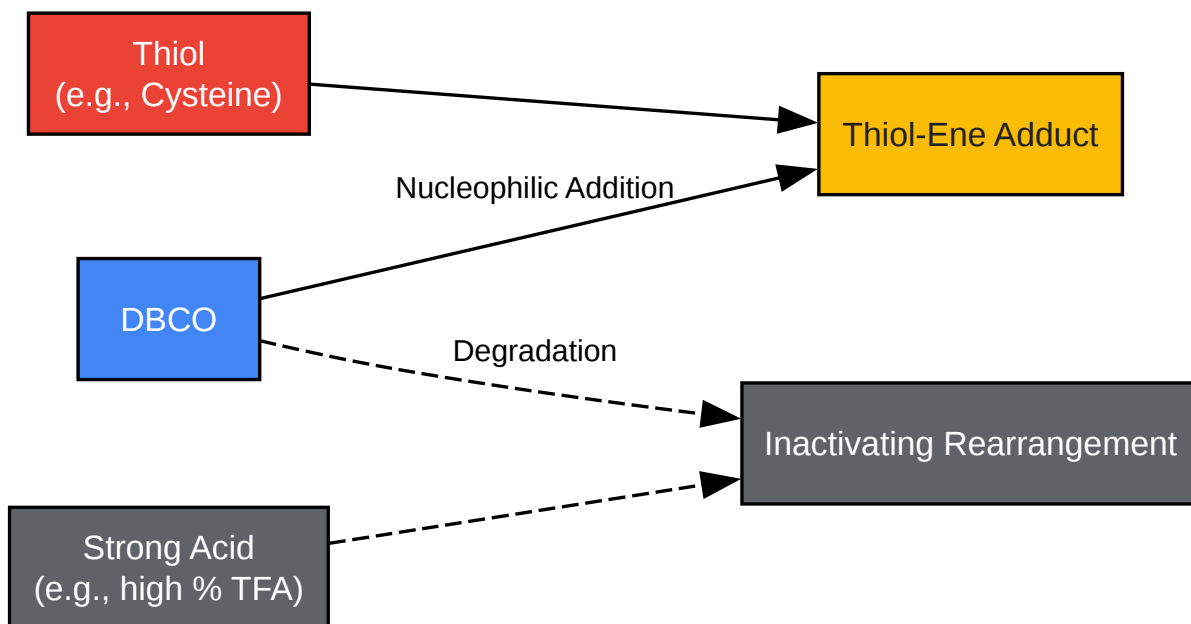 Thiol
(e.g., Cysteine)
Thiol-Ene Adduct
Nucleophilic Addition
DBCO
Degradation
Inactivating Rearrangement
Strong Acid
(e.g., high % TFA)